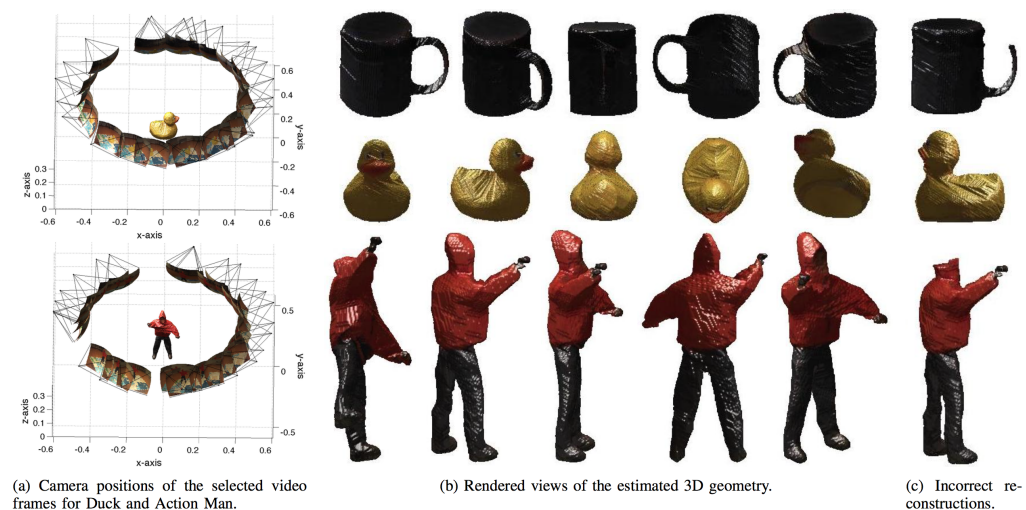 0.6
0.4
0.2
0
-0.2
-0.4
-0.6
y-axis
0.3
0.2
0.1
0
z-axis
-0.6 -0.4 -0.2 0 0.2 0.4 0.6
x-axis
0.5
0
-0.5
y-axis
0.3
0.2
0.1
0
z-axis
-0.6 -0.4 -0.2 0 0.2 0.4 0.6
x-axis
(a) Camera positions of the selected video
frames for Duck and Action Man.
(b) Rendered views of the estimated 3D geometry.
(c) Incorrect re-
constructions.